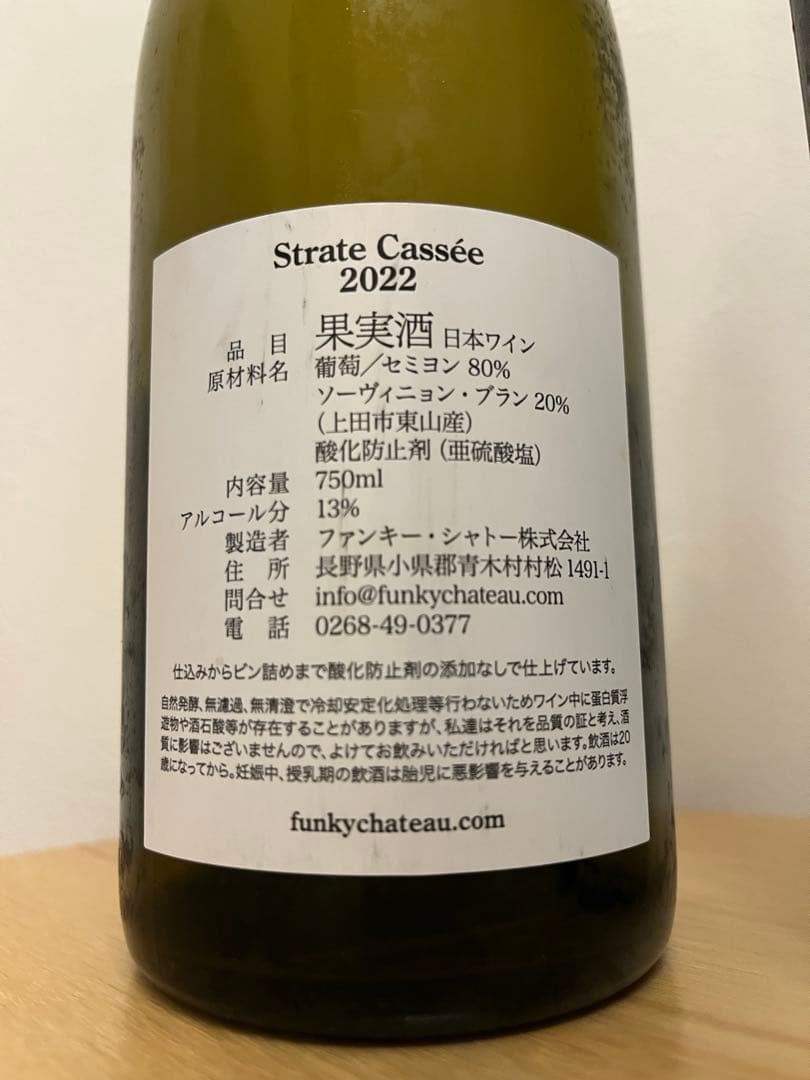 Strate Cassée
2022
品 目 果実酒 日本ワイン
原材料名 葡萄／セミヨン 80%
ソーヴィニョン・ブラン 20%
(上田市東山産)
酸化防止剤 (亜硫酸塩)
内容量 750ml
アルコール分 13%
製造者 ファンキー・シャトー株式会社
住 所 長野県小県郡青木村村松 1491-1
問合せ info@funkychateau.com
電 話 0268-49-0377
仕込みからビン詰めまで酸化防止剤の添加なしで仕上げています。
自然発酵、無濾過、無清澄で冷却安定化処理等行わないためワイン中に蛋白質浮
遊物や酒石酸等が存在することがありますが、私達はそれを品質の証と考え、酒
質に影響はございませんので、よけてお飲みいただければと思います。飲酒は20
歳になってから。妊娠中、授乳期の飲酒は胎児に悪影響を与えることがあります。
funkychateau.com